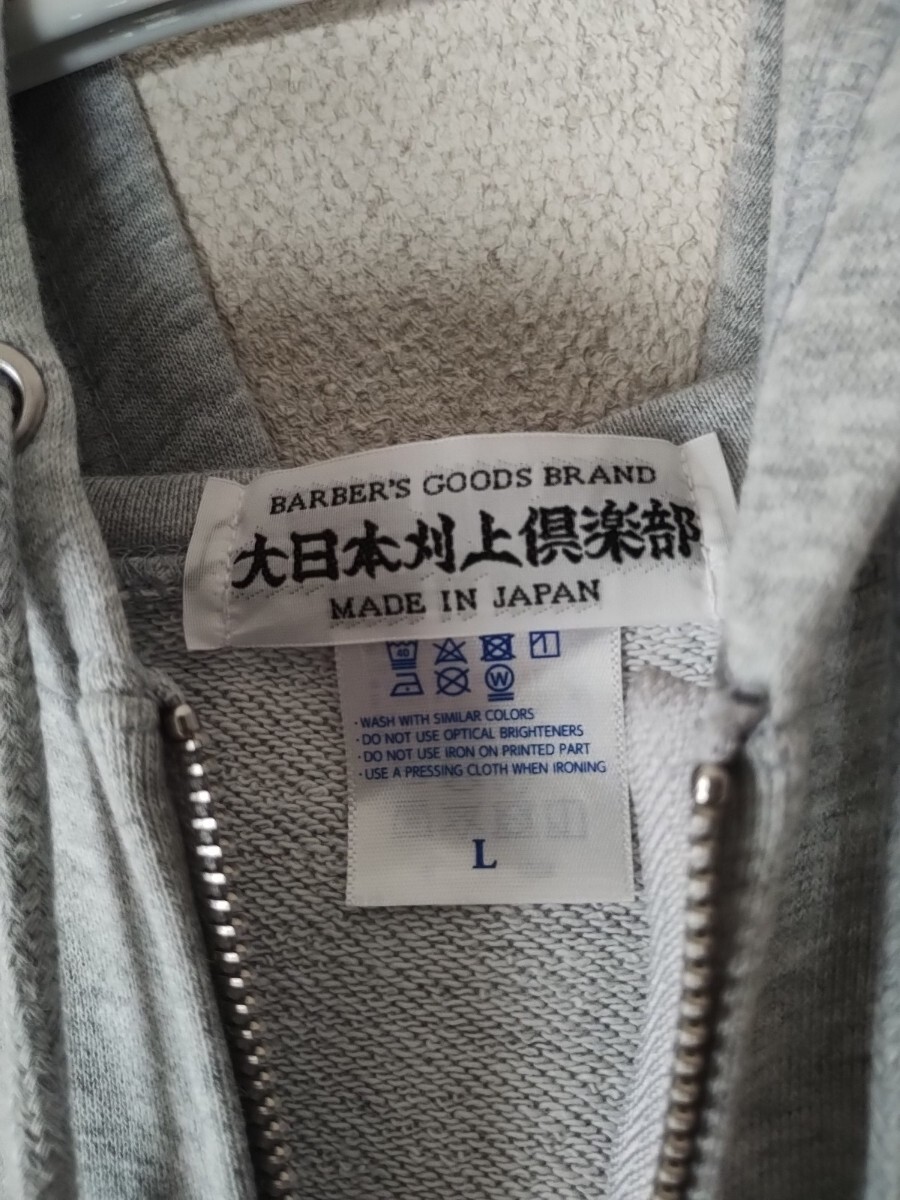 BARBER'S GOODS BRAND
大日本刈上倶楽部
MADE IN JAPAN
40
W
· WASH WITH SIMILAR COLORS
· DO NOT USE OPTICAL BRIGHTENERS
· DO NOT USE IRON ON PRINTED PART
· USE A PRESSING CLOTH WHEN IRONING
L